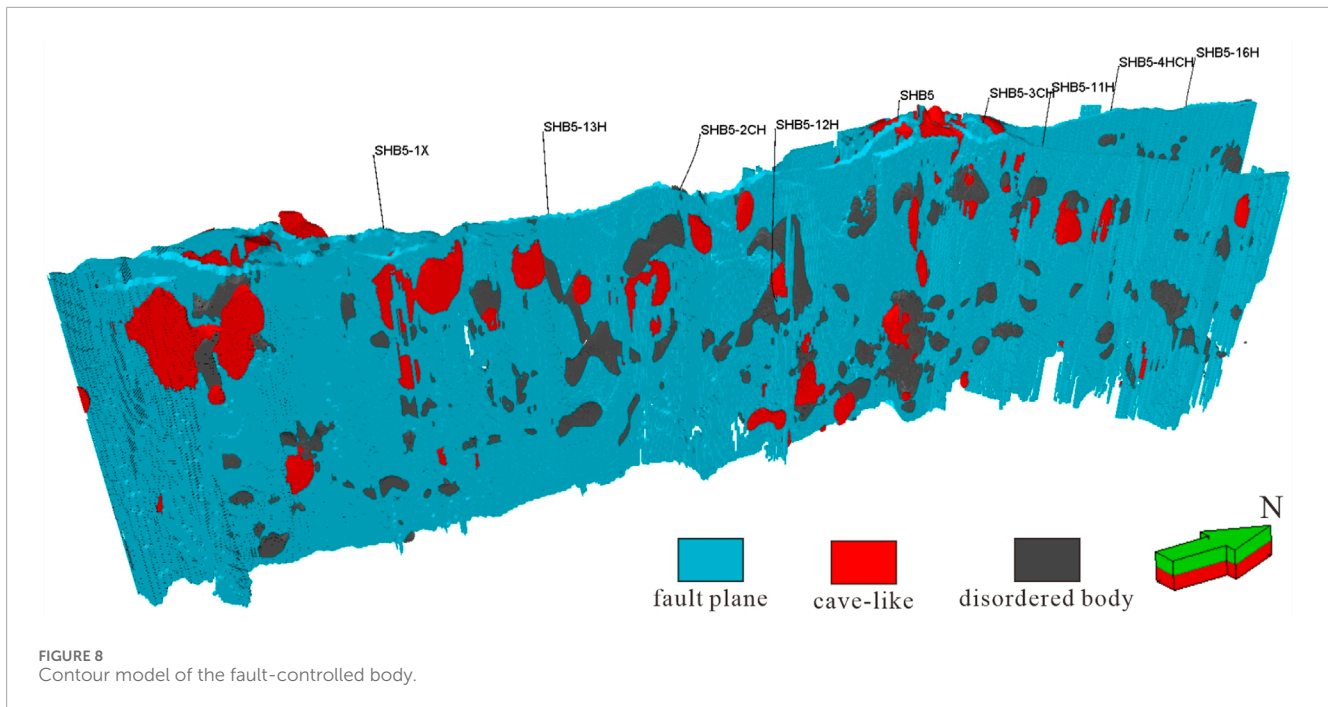 SHB5-16H
SHB5-4HCH
SHB5
SHB5-3CH
SHB5-11H
SHB5-13H
SHB5-2CH
SHB5-12H
SHB5-1X
N
fault plane
cave-like
disordered body
FIGURE 8
Contour model of the fault-controlled body.